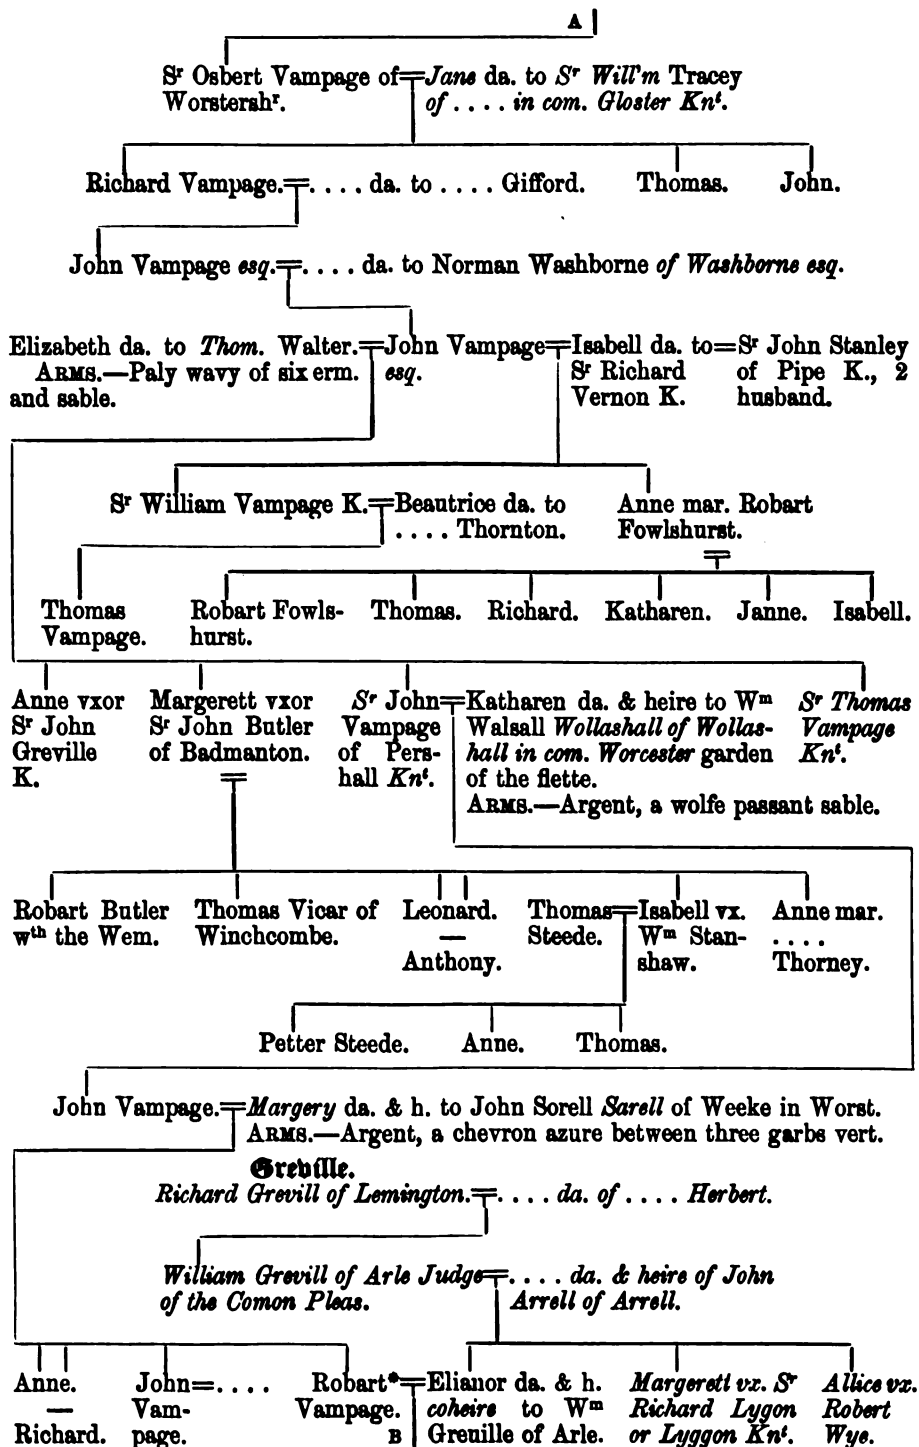 A
Sr Osbert Vampage of=Jane da. to Sr Will'm Tracey
Worstershr. of . . . . in com. Gloster Knt.
Richard Vampage.=. . . . da. to . . . . Gifford. Thomas. John.
John Vampage esq.=. . . . da. to Norman Washborne of Washborne esq.
Elizabeth da. to Thom. Walter.=John Vampage=Isabell da. to=Sr John Stanley
ARMS.—Paly wavy of six erm. esq. Sr Richard of Pipe K., 2
and sable. Vernon K. husband.
Sr William Vampage K.=Beautrice da. to Anne mar. Robart
. . . . Thornton. Fowlshurst.
Thomas Robart Fowls- Thomas. Richard. Katharen. Janne. Isabell.
Vampage. hurst.
Anne vxor Margerett vxor Sr John=Katharen da. & heire to Wm Sr Thomas
Sr John Sr John Butler Vampage Walsall Wollashall of Wollas- Vampage
Greville of Badmanton. of Pers- hall in com. Worcester garden Knt.
K. hall Knt. of the flette.
ARMS.—Argent, a wolfe passant sable.
Robart Butler Thomas Vicar of Leonard. Thomas=Isabell vx. Anne mar.
wth the Wem. Winchcombe. — Steede. Wm Stan- . . . .
Anthony. shaw. Thorney.
Petter Steede. Anne. Thomas.
John Vampage.=Margery da. & h. to John Sorell Sarell of Weeke in Worst.
ARMS.—Argent, a chevron azure between three garbs vert.
Greville.
Richard Grevill of Lemington.=. . . . da. of . . . . Herbert.
William Grevill of Arle Judge=. . . . da. & heire of John
of the Comon Pleas. Arrell of Arrell.
Anne. John=. . . . Robart*=Elianor da. & h. Margerett vx. Sr Allice vx.
— Vam- Vampage. coheire to Wm Richard Lygon Robert
Richard. page. B Greuille of Arle. or Lyggon Knt. Wye.